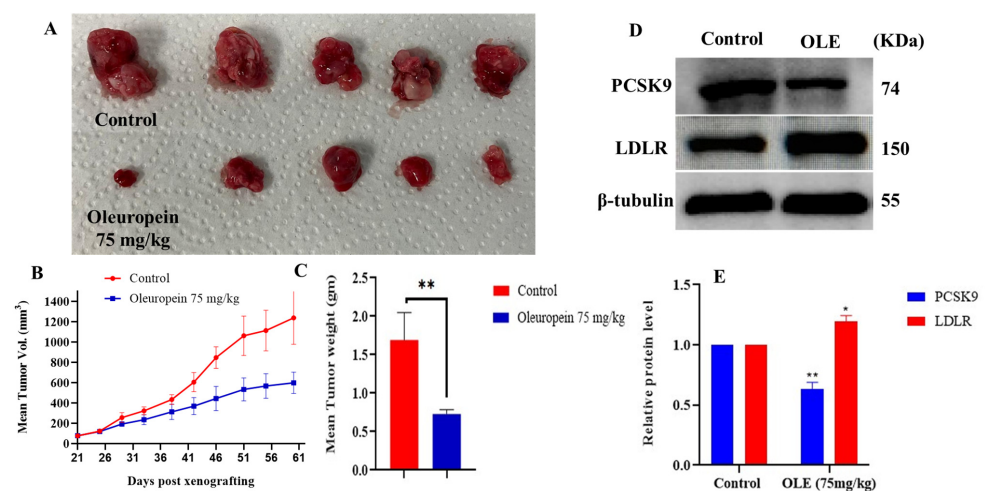 A
Control
Oleuropein
75 mg/kg
B
Control
Oleuropein 75 mg/kg
Mean Tumor Vol. (mm³)
1400
1200
1000
800
600
400
200
0
21 26 29 31 36 41 46 51 56 61
Days post xenografting
C
**
Control
Oleuropein 75 mg/kg
Mean Tumor weight (gm)
2.5
2.0
1.5
1.0
0.5
0.0
D
Control OLE (KDa)
PCSK9 74
LDLR 150
β-tubulin 55
E
PCSK9
LDLR
Relative protein level
1.5
1.0
0.5
0.0
** *
Control OLE (75mg/kg)